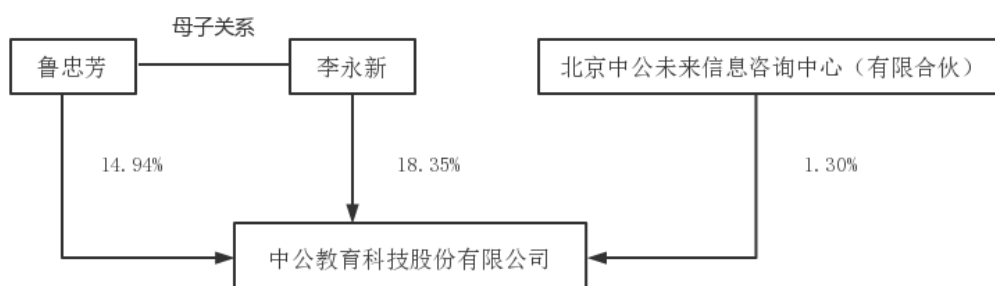 母子关系
鲁忠芳
李永新
北京中公未来信息咨询中心（有限合伙）
14.94%
18.35%
1.30%
中公教育科技股份有限公司